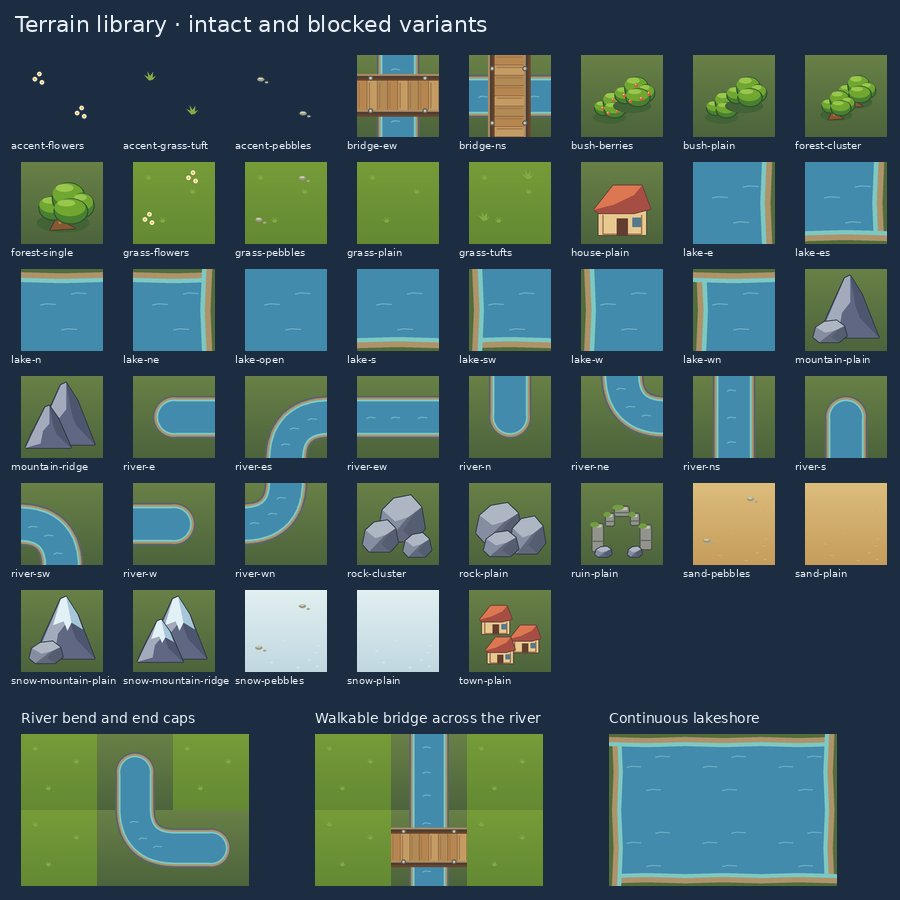 Terrain library · intact and blocked variants
accent-flowers accent-grass-tuft accent-pebbles bridge-ew bridge-ns bush-berries bush-plain forest-cluster
forest-single grass-flowers grass-pebbles grass-plain grass-tufts house-plain lake-e lake-es
lake-n lake-ne lake-open lake-s lake-sw lake-w lake-wn mountain-plain
mountain-ridge river-e river-es river-ew river-n river-ne river-ns river-s
river-sw river-w river-wn rock-cluster rock-plain ruin-plain sand-pebbles sand-plain
snow-mountain-plain snow-mountain-ridge snow-pebbles snow-plain town-plain
River bend and end caps Walkable bridge across the river Continuous lakeshore